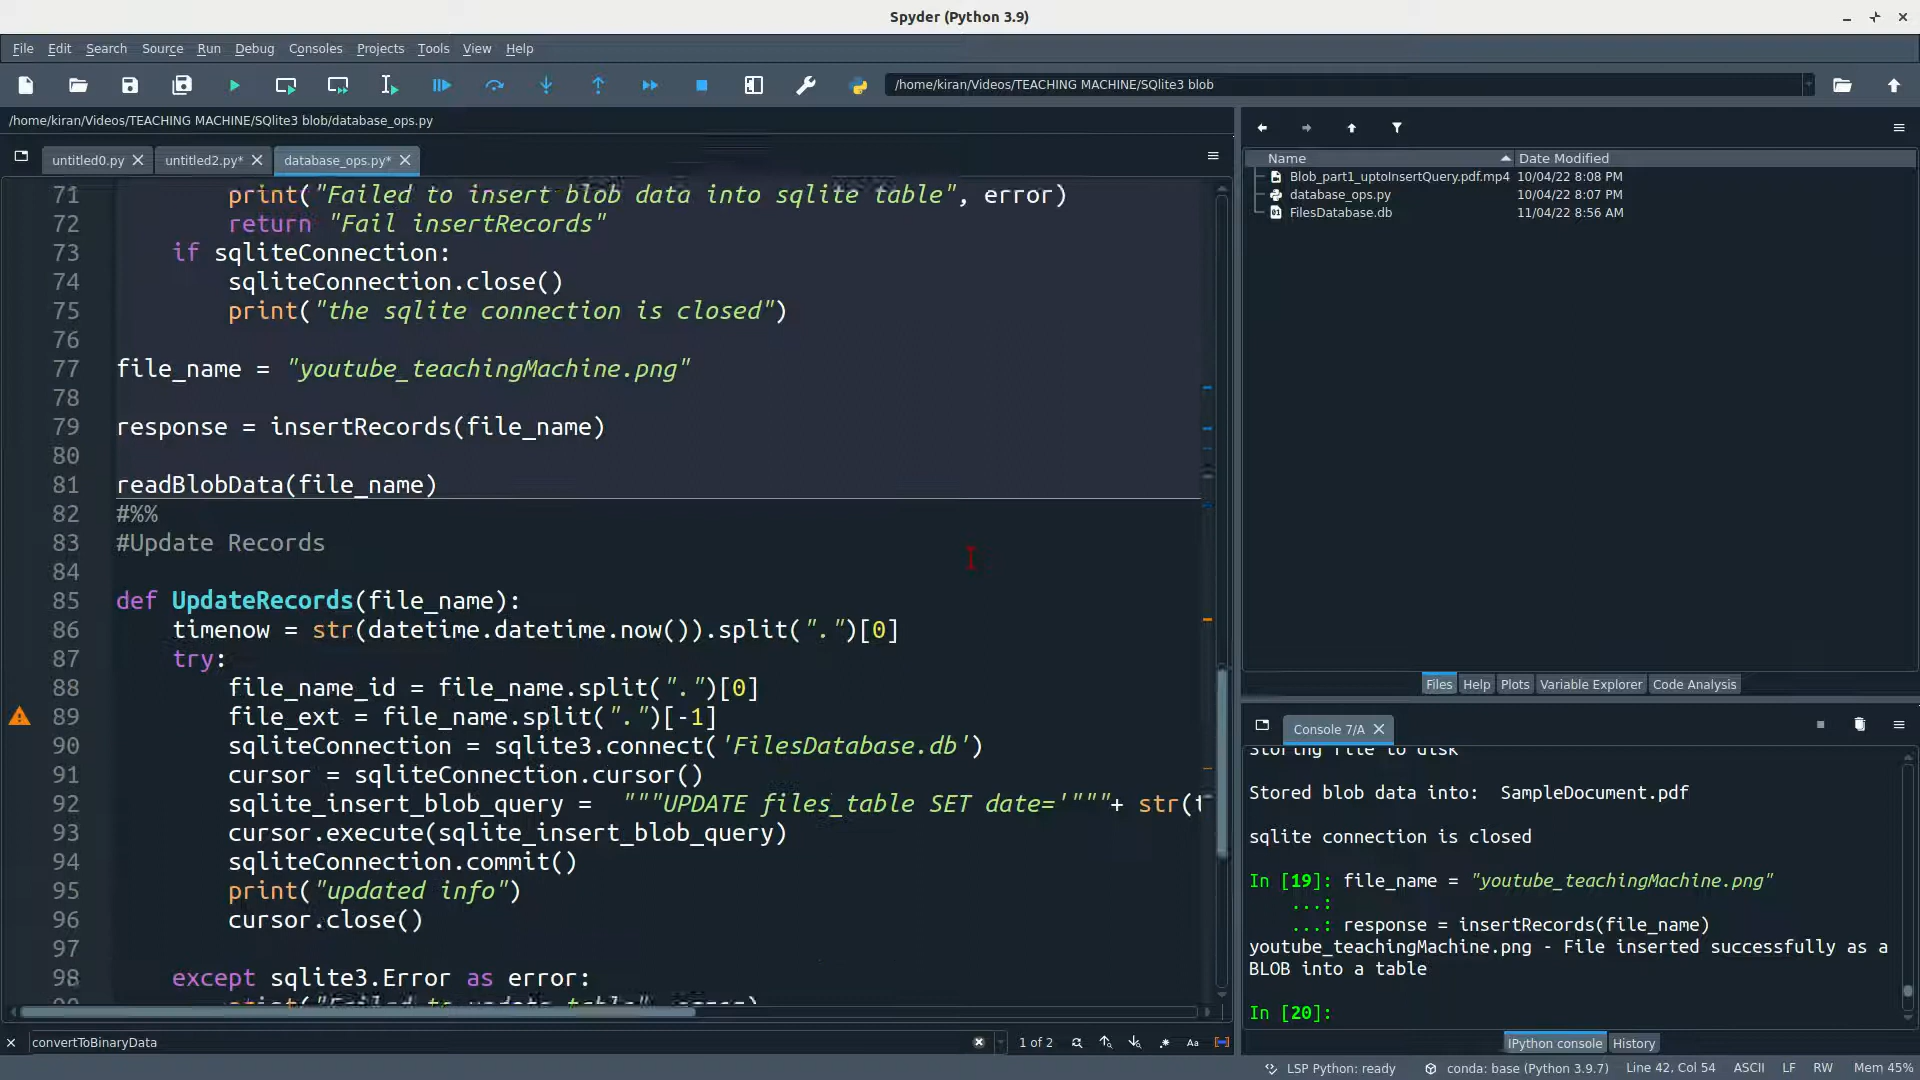 Spyder (Python 3.9)
File Edit Search Source Run Debug Consoles Projects Tools View Help
/home/kiran/Videos/TEACHING MACHINE/SQlite3 blob
/home/kiran/Videos/TEACHING MACHINE/SQlite3 blob/database_ops.py
untitled0.py untitled2.py* database_ops.py*
71 print("Failed to insert blob data into sqlite table", error)
72 return "Fail insertRecords"
73 if sqliteConnection:
74 sqliteConnection.close()
75 print("the sqlite connection is closed")
76
77 file_name = "youtube_teachingMachine.png"
78
79 response = insertRecords(file_name)
80
81 readBlobData(file_name)
82 #%%
83 #Update Records
84
85 def UpdateRecords(file_name):
86 timenow = str(datetime.datetime.now()).split(".")[0]
87 try:
88 file_name_id = file_name.split(".")[0]
89 file_ext = file_name.split(".")[-1]
90 sqliteConnection = sqlite3.connect('FilesDatabase.db')
91 cursor = sqliteConnection.cursor()
92 sqlite_insert_blob_query = """UPDATE files_table SET date='"""+ str(t
93 cursor.execute(sqlite_insert_blob_query)
94 sqliteConnection.commit()
95 print("updated info")
96 cursor.close()
97
98 except sqlite3.Error as error:
convertToBinaryData 1 of 2 Aa
Name Date Modified
Blob_part1_uptoInsertQuery.pdf.mp4 10/04/22 8:08 PM
database_ops.py 10/04/22 8:07 PM
FilesDatabase.db 11/04/22 8:56 AM
Files Help Plots Variable Explorer Code Analysis
Console 7/A
Storing file to disk
Stored blob data into: SampleDocument.pdf
sqlite connection is closed
In [19]: file_name = "youtube_teachingMachine.png"
...:
...: response = insertRecords(file_name)
youtube_teachingMachine.png - File inserted successfully as a
BLOB into a table
In [20]:
IPython console History
LSP Python: ready conda: base (Python 3.9.7) Line 42, Col 54 ASCII LF RW Mem 45%